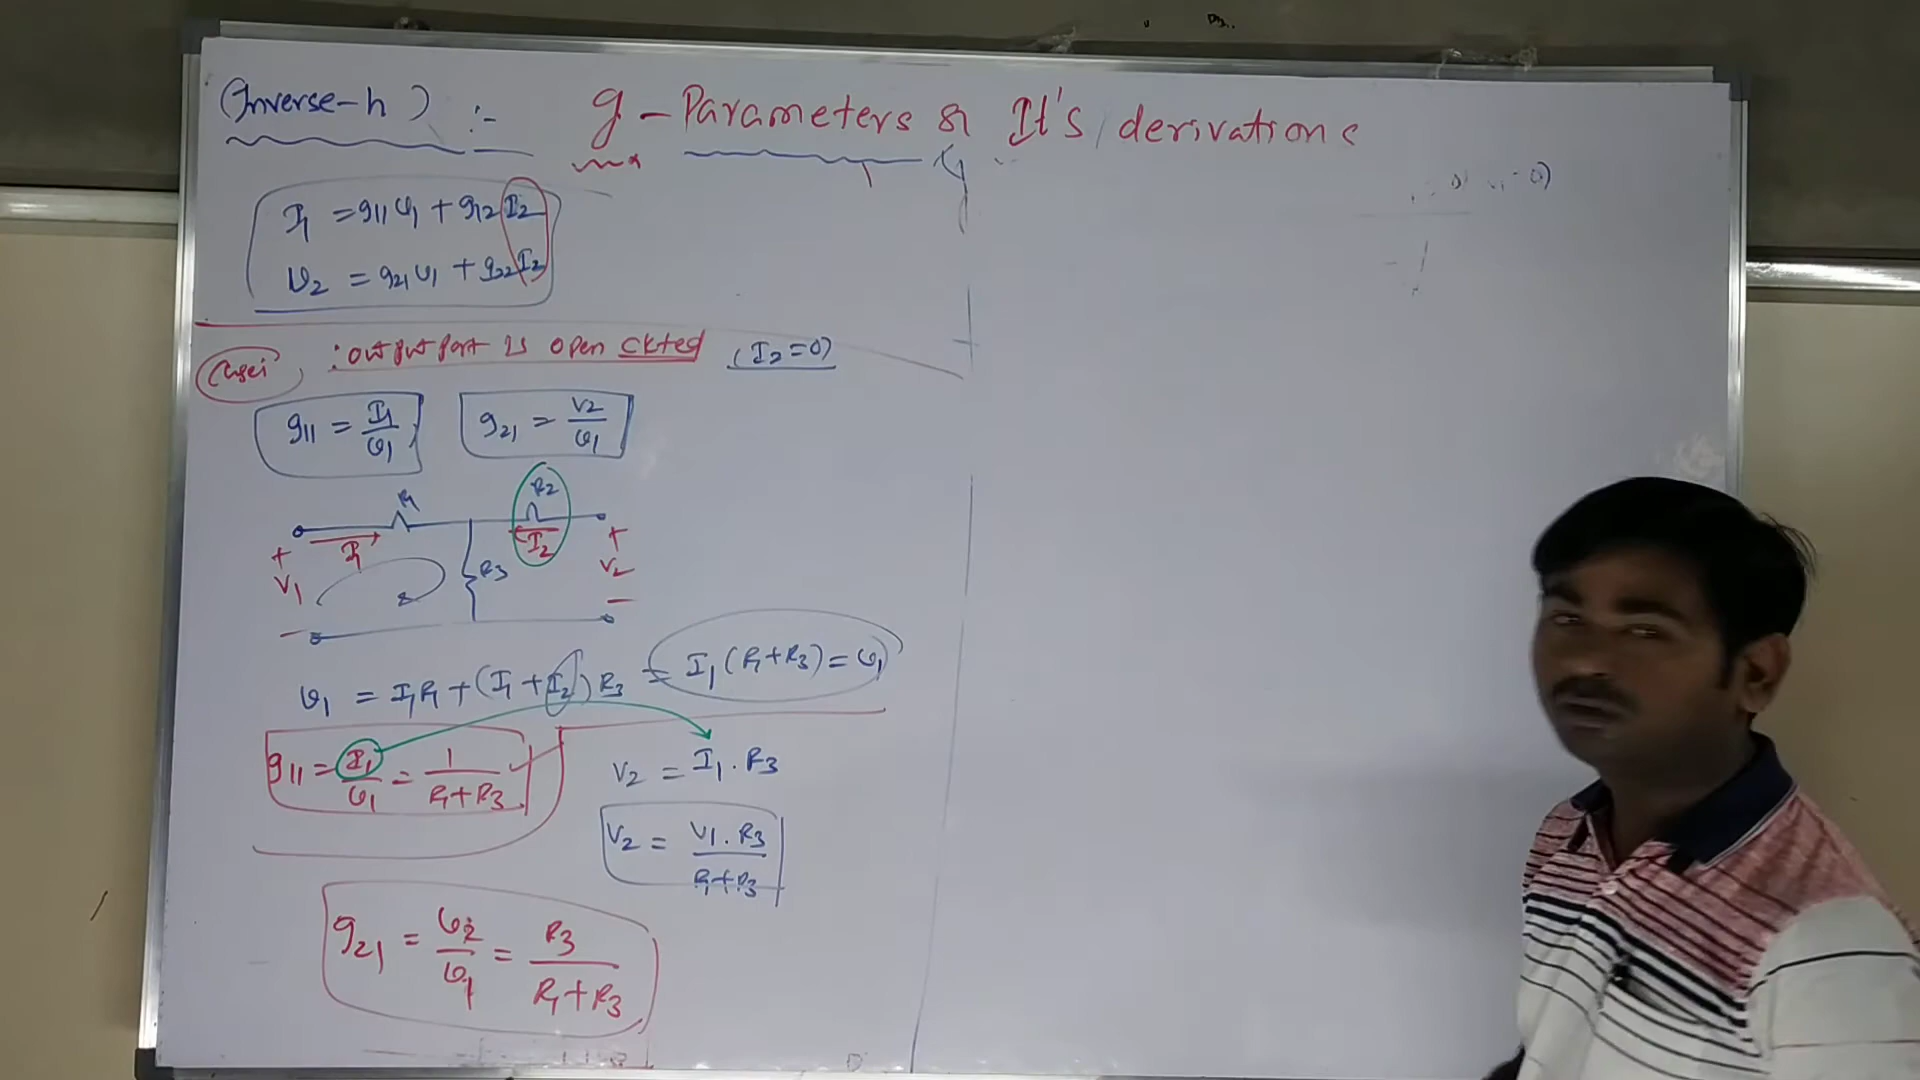 (Inverse-h) :- g-Parameters & It's derivations
I1 = g11 V1 + g12 I2
V2 = g21 V1 + g22 I2
Case i : output port is open ckted (I2=0)
g11 = I1/V1 g21 = V2/V1
R1 R2
I1 I2
+ V1 - R3 + V2 -
V1 = I1R1 + (I1 + I2) R3 = I1 (R1+R3) = V1
g11 = I1/V1 = 1/R1+R3
V2 = I1 . R3
V2 = V1 . R3/R1+R3
g21 = V2/V1 = R3/R1+R3